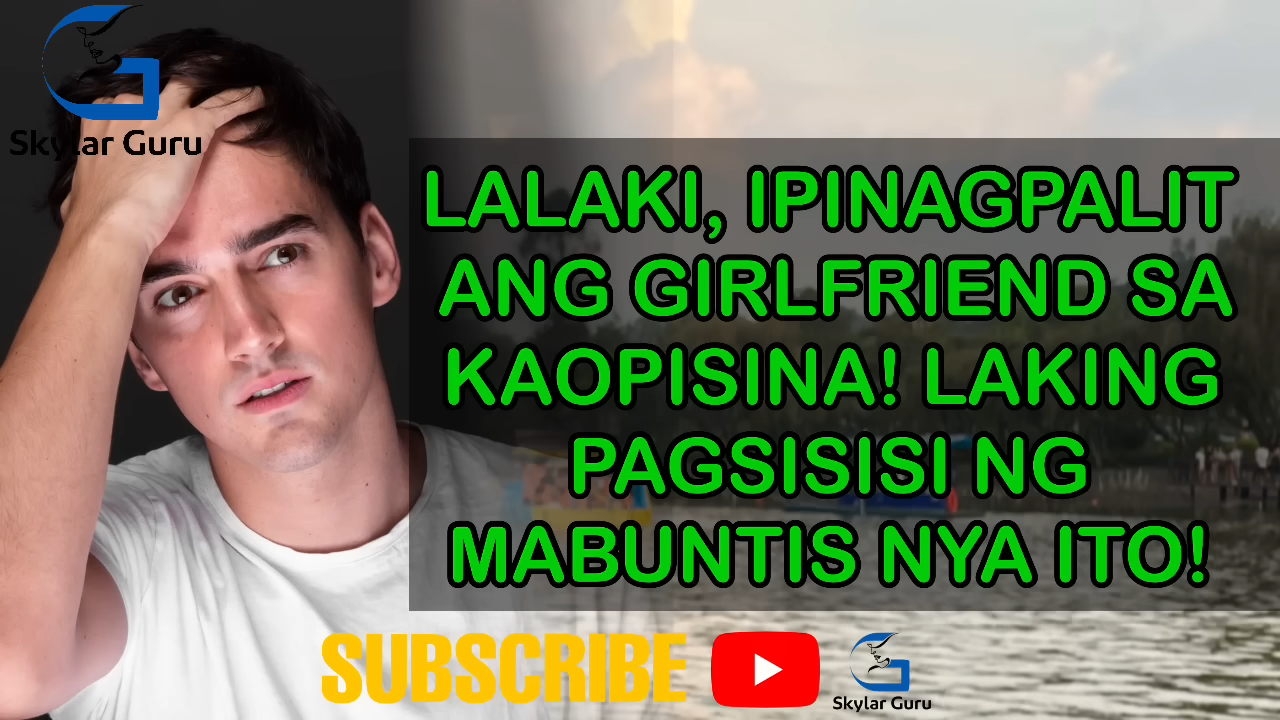 Skylar Guru
LALAKI, IPINAGPALIT
ANG GIRLFRIEND SA
KAOPISINA! LAKING
PAGSISISI NG
MABUNTIS NYA ITO!
SUBSCRIBE
Skylar Guru